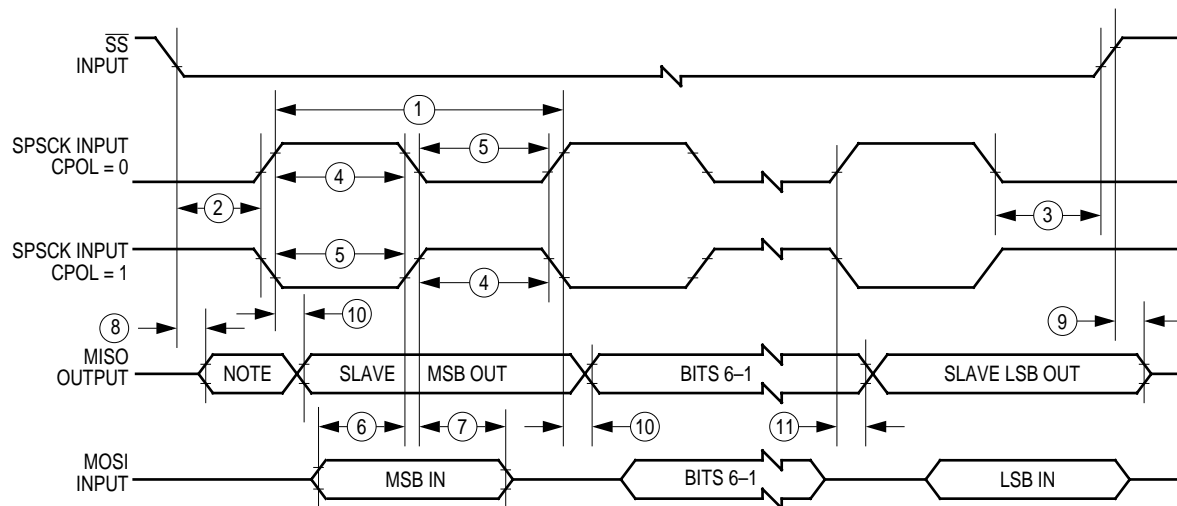 SS
INPUT
1
SPSCK INPUT
CPOL = 0
5
4
2
3
SPSCK INPUT
CPOL = 1
5
4
8
10
9
MISO
OUTPUT
NOTE
SLAVE
MSB OUT
BITS 6–1
SLAVE LSB OUT
6
7
10
11
MOSI
INPUT
MSB IN
BITS 6–1
LSB IN